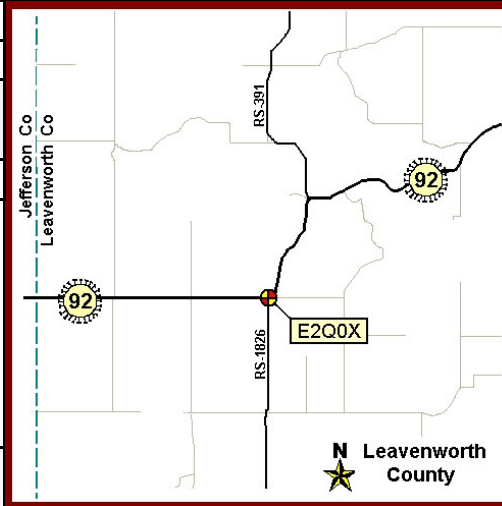 RS-391
Jefferson Co
Leavenworth Co
92
92
E2Q0X
RS-1826
N Leavenworth
County